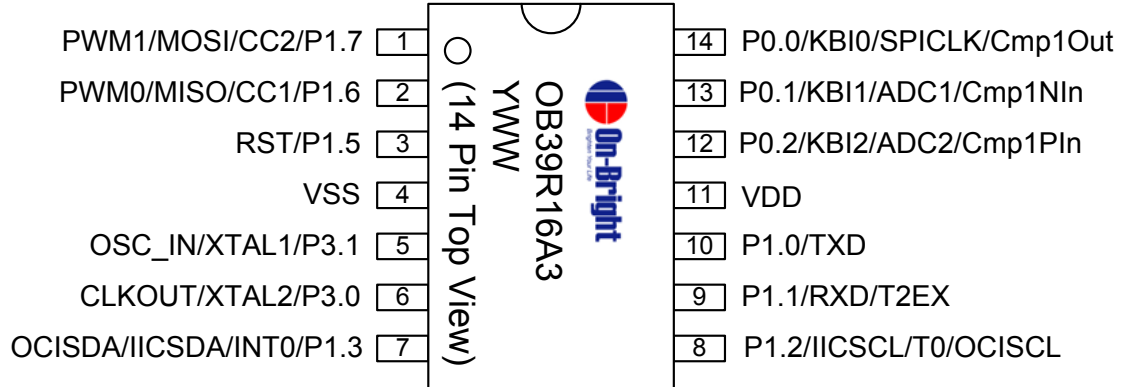 PWM1/MOSI/CC2/P1.7 1
PWM0/MISO/CC1/P1.6 2
RST/P1.5 3
VSS 4
OSC_IN/XTAL1/P3.1 5
CLKOUT/XTAL2/P3.0 6
OCISDA/IICSDA/INT0/P1.3 7
On-Bright
Brighten Your Life
OB39R16A3
YWW
(14 Pin Top View)
14 P0.0/KBI0/SPICLK/Cmp1Out
13 P0.1/KBI1/ADC1/Cmp1NIn
12 P0.2/KBI2/ADC2/Cmp1PIn
11 VDD
10 P1.0/TXD
9 P1.1/RXD/T2EX
8 P1.2/IICSCL/T0/OCISCL